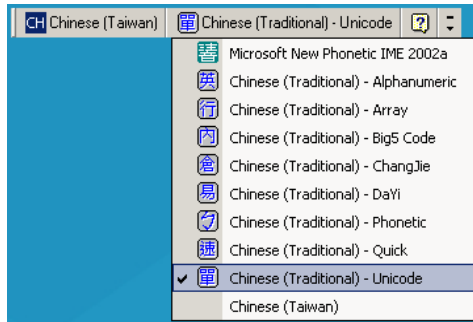 CH Chinese (Taiwan) 單 Chinese (Traditional) - Unicode ?
Microsoft New Phonetic IME 2002a
英 Chinese (Traditional) - Alphanumeric
行 Chinese (Traditional) - Array
內 Chinese (Traditional) - Big5 Code
倉 Chinese (Traditional) - ChangJie
易 Chinese (Traditional) - DaYi
ㄅ Chinese (Traditional) - Phonetic
速 Chinese (Traditional) - Quick
單 Chinese (Traditional) - Unicode
Chinese (Taiwan)